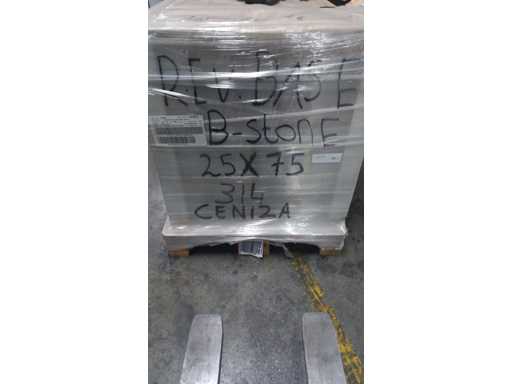 REV. BASE
B-stonE
25X75
314
CENIZA